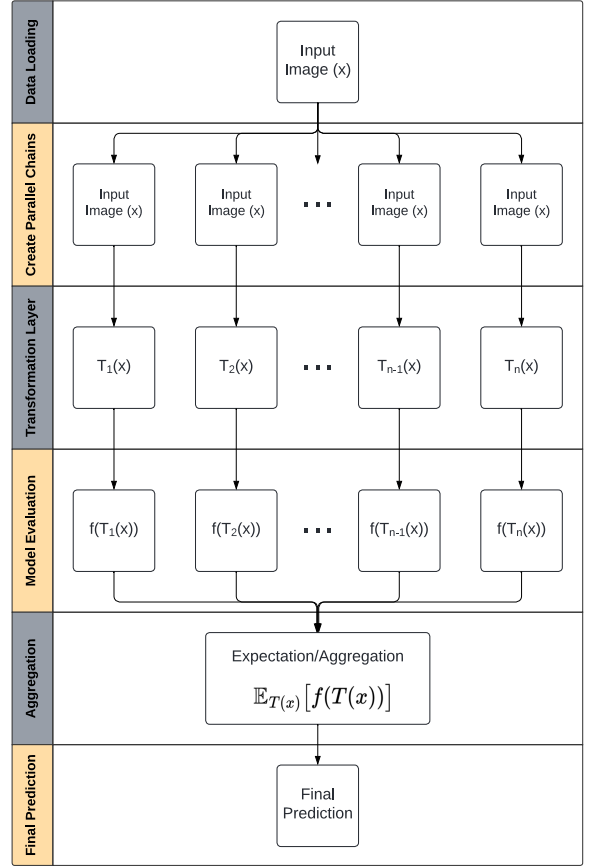 Data Loading
Input
Image (x)
Create Parallel Chains
Input
Image (x)
Input
Image (x)
...
Input
Image (x)
Input
Image (x)
Transformation Layer
T₁(x)
T₂(x)
...
Tₙ₋₁(x)
Tₙ(x)
Model Evaluation
f(T₁(x))
f(T₂(x))
...
f(Tₙ₋₁(x))
f(Tₙ(x))
Aggregation
Expectation/Aggregation
𝔼_{T(x)}[f(T(x))]
Final Prediction
Final
Prediction